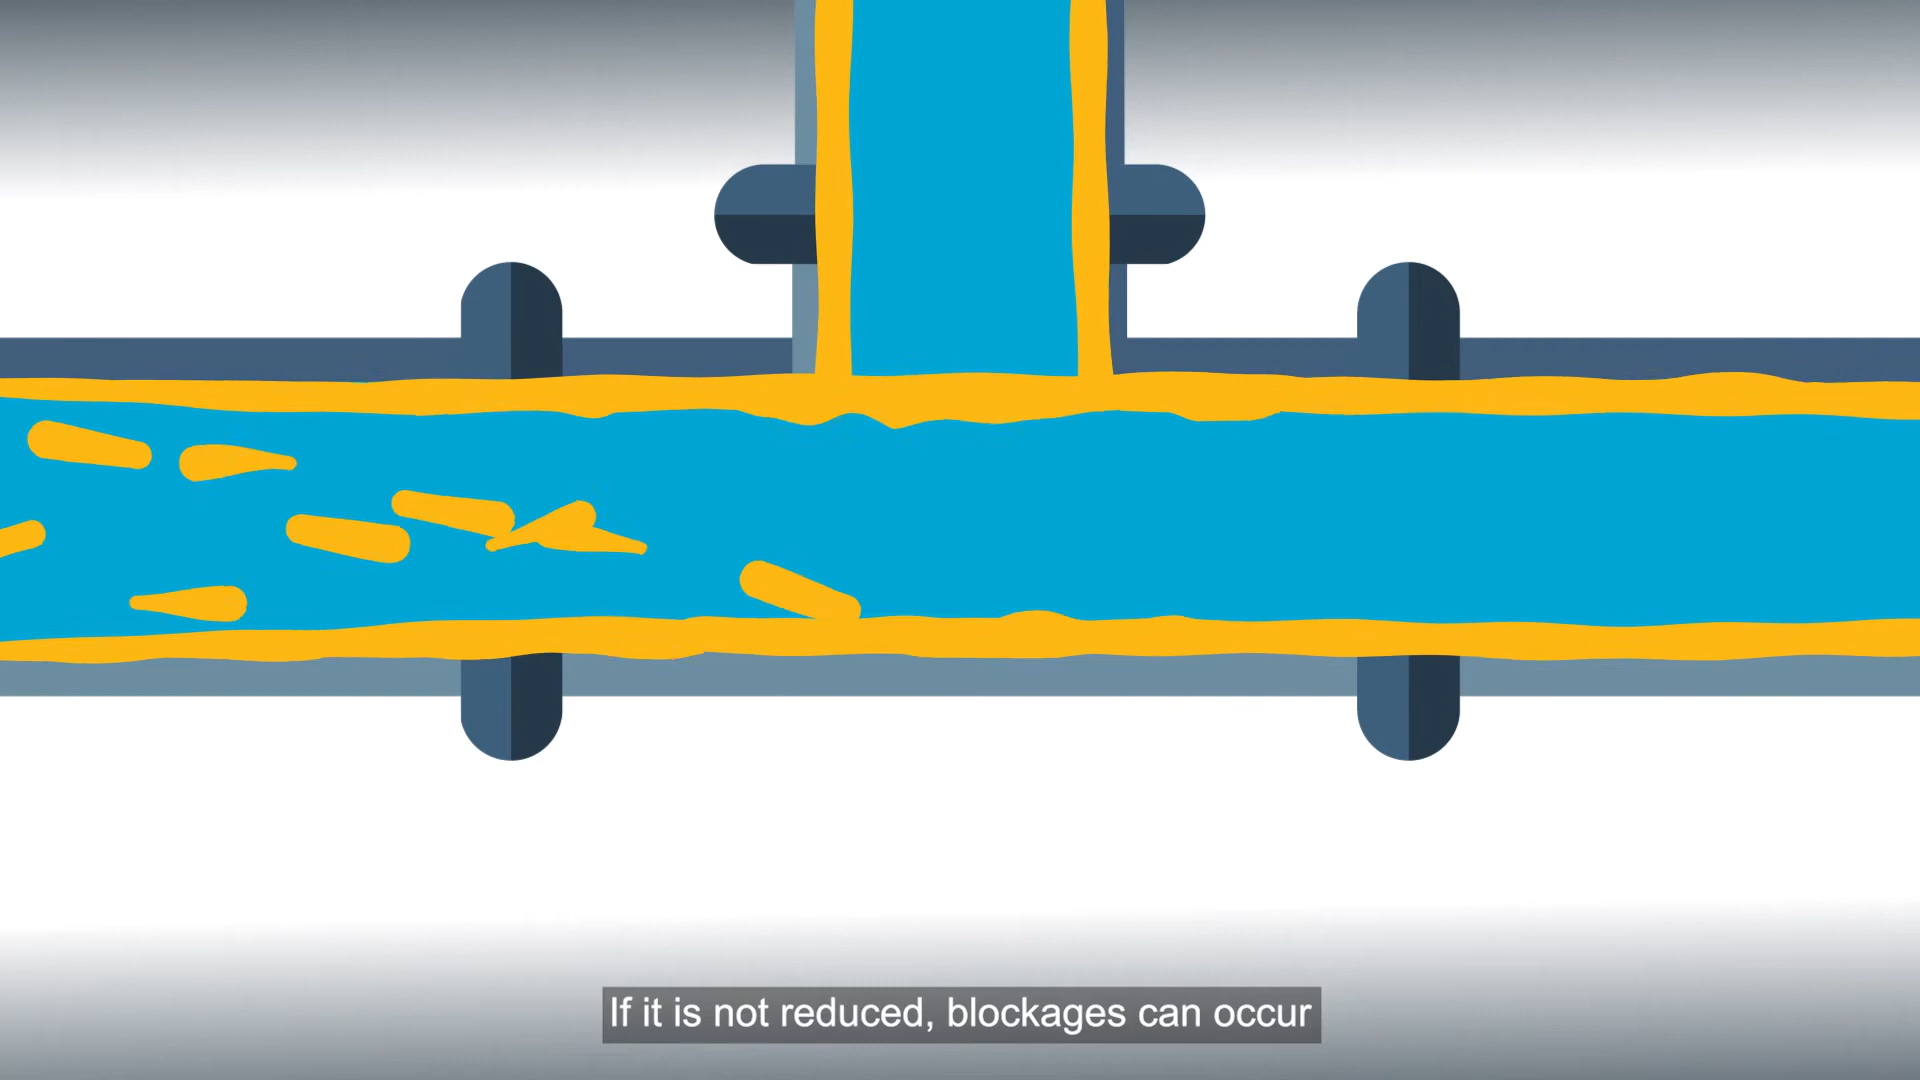 If it is not reduced, blockages can occur